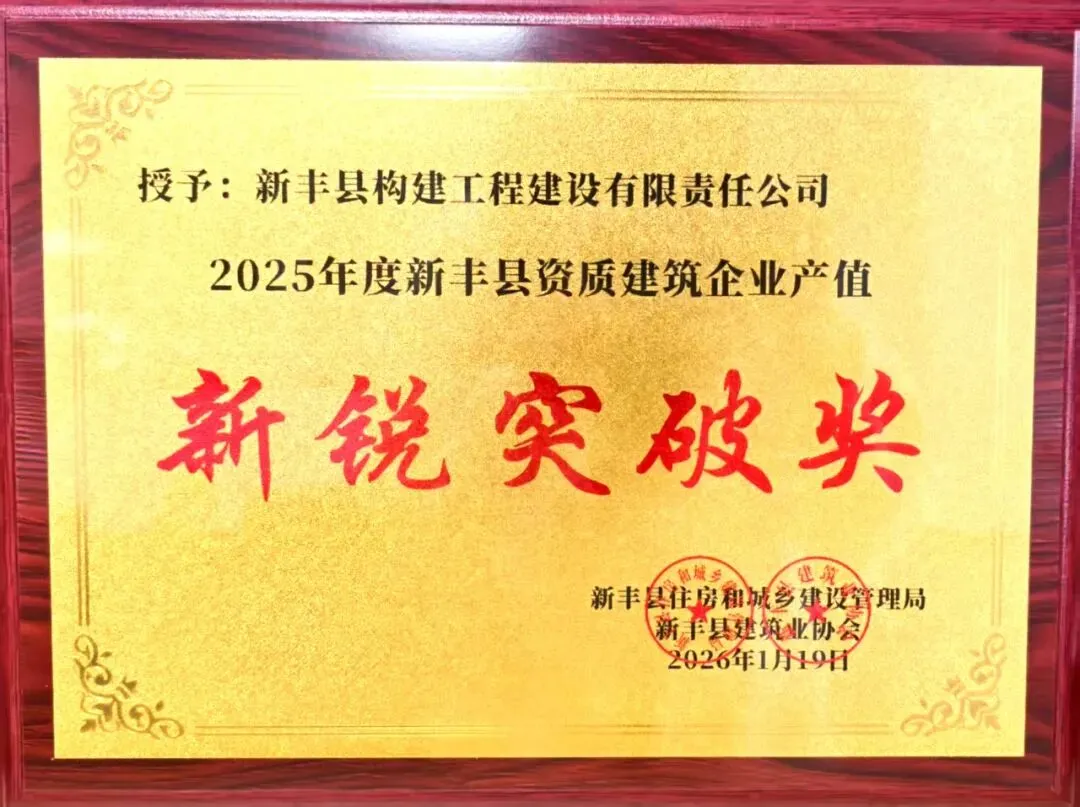 授予：新丰县构建工程建设有限责任公司
2025年度新丰县资质建筑企业产值
新锐突破奖
新丰县住房和城乡建设管理局
新丰县建筑业协会
2026年1月19日